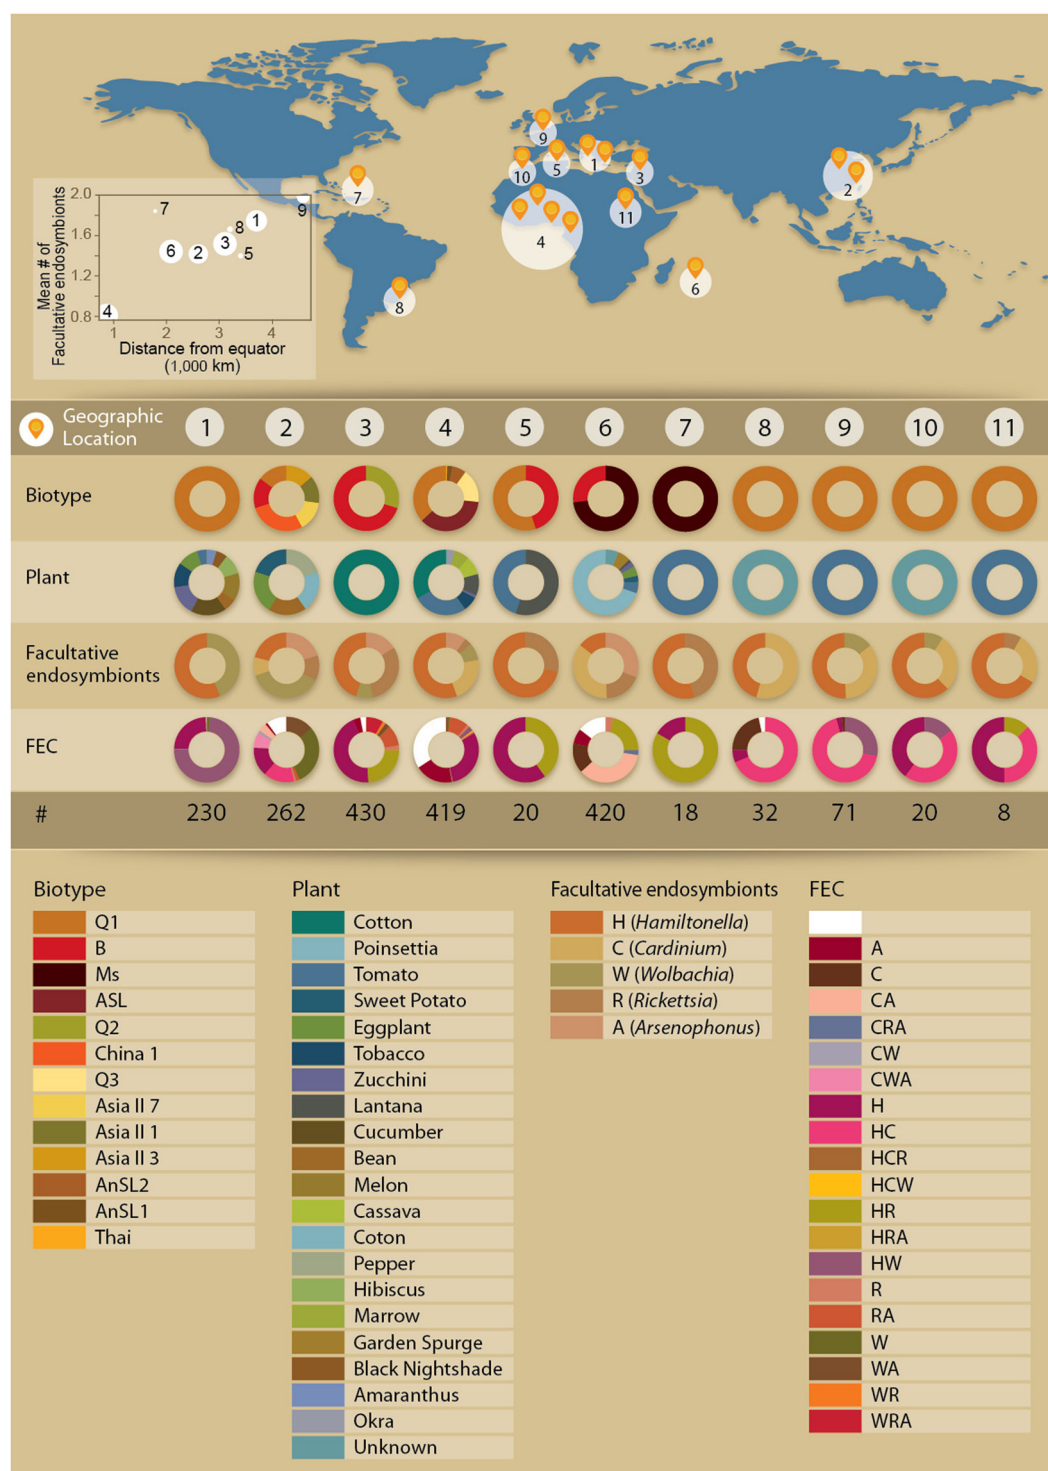 9
10
5
1
3
2
7
11
4
6
8
Mean # of
Facultative endosymbionts
2.0
1.6
1.2
0.8
7
9
1
8
3
5
6
2
4
1 2 3 4
Distance from equator
(1,000 km)
Geographic
Location
1 2 3 4 5 6 7 8 9 10 11
Biotype
Plant
Facultative
endosymbionts
FEC
# 230 262 430 419 20 420 18 32 71 20 8
Biotype
Q1
B
Ms
ASL
Q2
China 1
Q3
Asia II 7
Asia II 1
Asia II 3
AnSL2
AnSL1
Thai
Plant
Cotton
Poinsettia
Tomato
Sweet Potato
Eggplant
Tobacco
Zucchini
Lantana
Cucumber
Bean
Melon
Cassava
Coton
Pepper
Hibiscus
Marrow
Garden Spurge
Black Nightshade
Amaranthus
Okra
Unknown
Facultative endosymbionts
H (Hamiltonella)
C (Cardinium)
W (Wolbachia)
R (Rickettsia)
A (Arsenophonus)
FEC
A
C
CA
CRA
CW
CWA
H
HC
HCR
HCW
HR
HRA
HW
R
RA
W
WA
WR
WRA